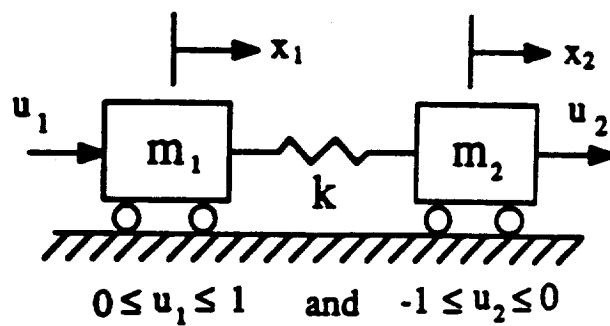 x₁
x₂
u₁
u₂
m₁
m₂
k
0 ≤ u₁ ≤ 1 and -1 ≤ u₂ ≤ 0